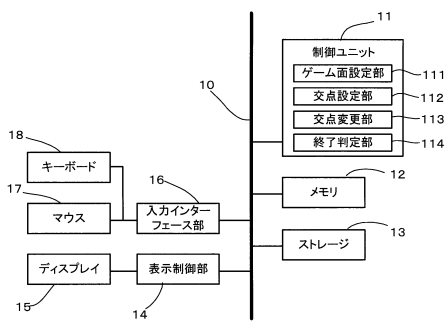 11
制御ユニット
ゲーム面設定部
111
交点設定部
112
交点変更部
113
終了判定部
114
10
18
キーボード
17
マウス
16
入力インター
フェース部
12
メモリ
13
ストレージ
ディスプレイ
15
表示制御部
14